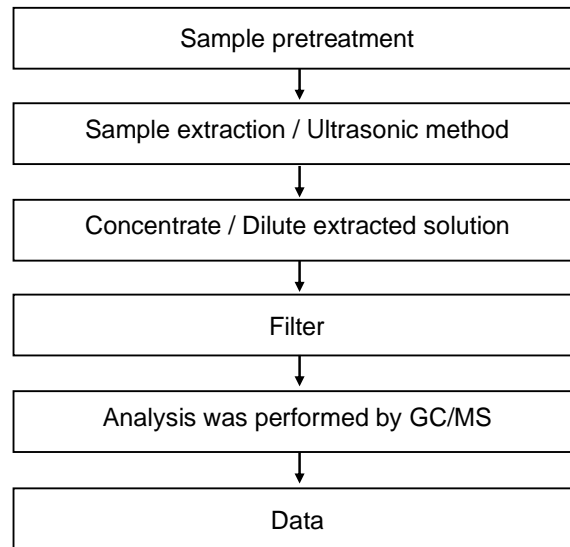 Sample pretreatment
Sample extraction / Ultrasonic method
Concentrate / Dilute extracted solution
Filter
Analysis was performed by GC/MS
Data